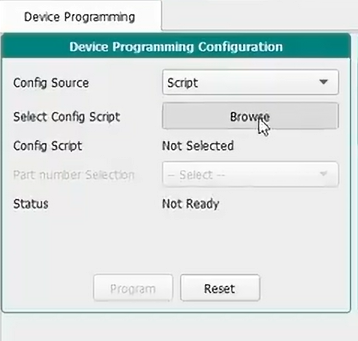 Device Programming
Device Programming Configuration
Config Source Script
Select Config Script Browse
Config Script Not Selected
Part number Selection -- Select --
Status Not Ready
Program Reset